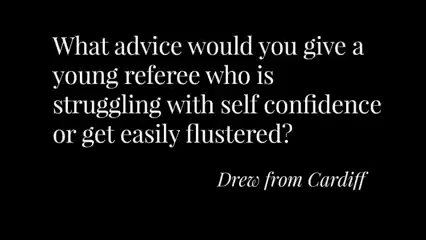 What advice would you give a
young referee who is
struggling with self confidence
or get easily flustered?
Drew from Cardiff